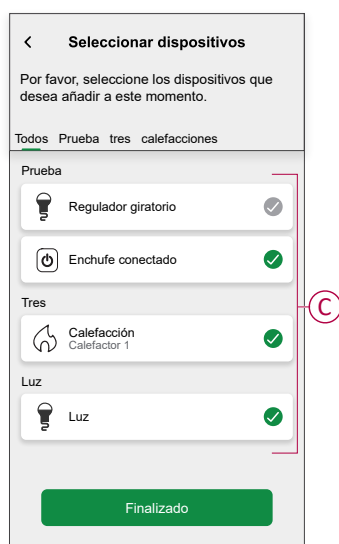 Seleccionar dispositivos
Por favor, seleccione los dispositivos que
desea añadir a este momento.
Todos Prueba tres calefacciones
Prueba
Regulador giratorio
Enchufe conectado
Tres
Calefacción
Calefactor 1
C
Luz
Luz
Finalizado